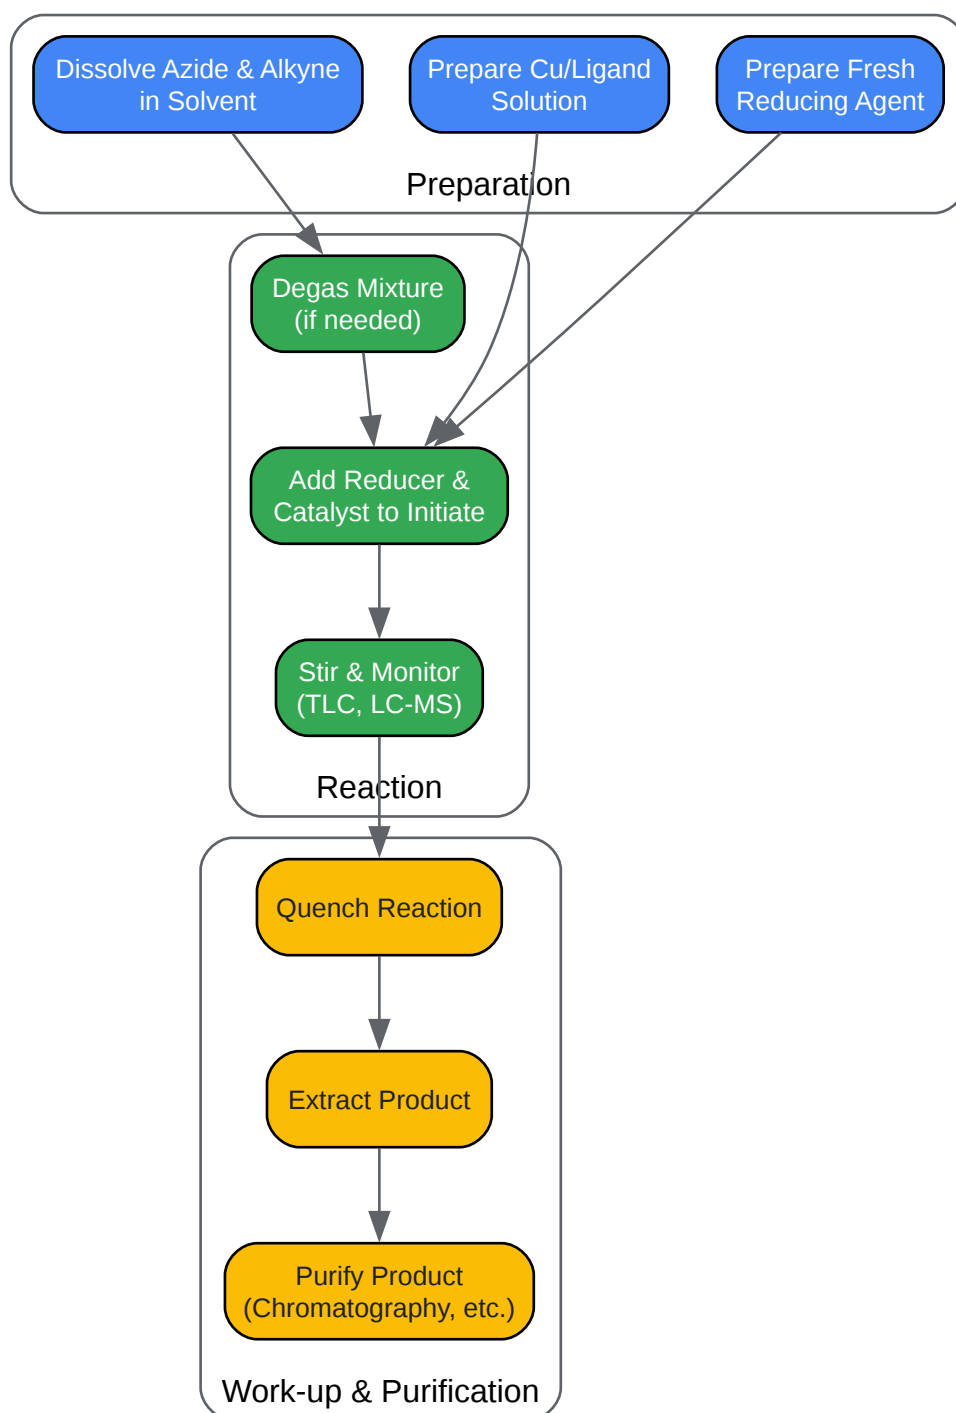 Dissolve Azide & Alkyne
in Solvent
Prepare Cu/Ligand
Solution
Prepare Fresh
Reducing Agent
Preparation
Degas Mixture
(if needed)
Add Reducer &
Catalyst to Initiate
Stir & Monitor
(TLC, LC-MS)
Reaction
Quench Reaction
Extract Product
Purify Product
(Chromatography, etc.)
Work-up & Purification